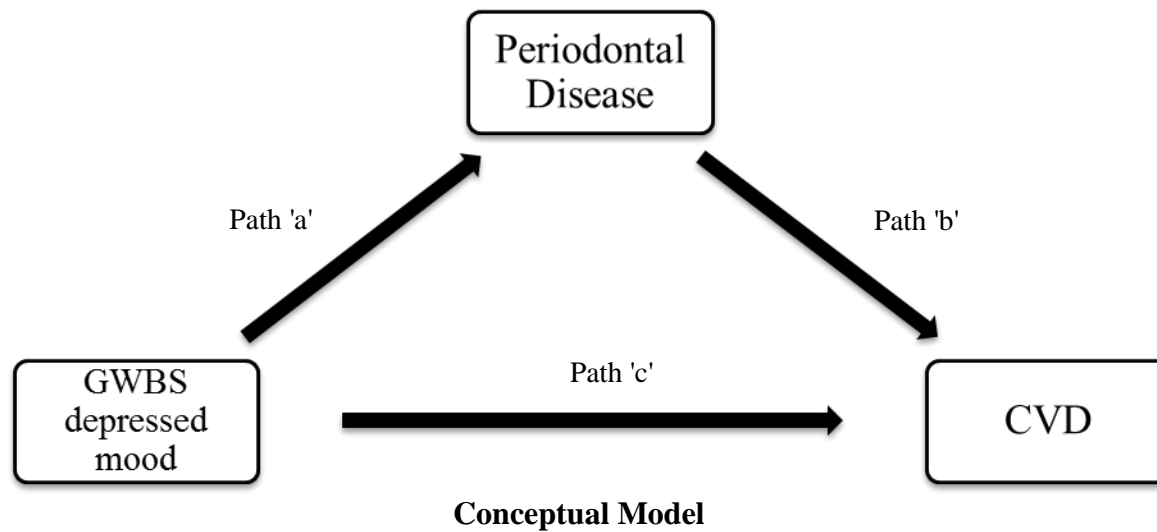 Periodontal
Disease
Path 'a'
Path 'b'
Path 'c'
GWBS
depressed
mood
CVD
Conceptual Model